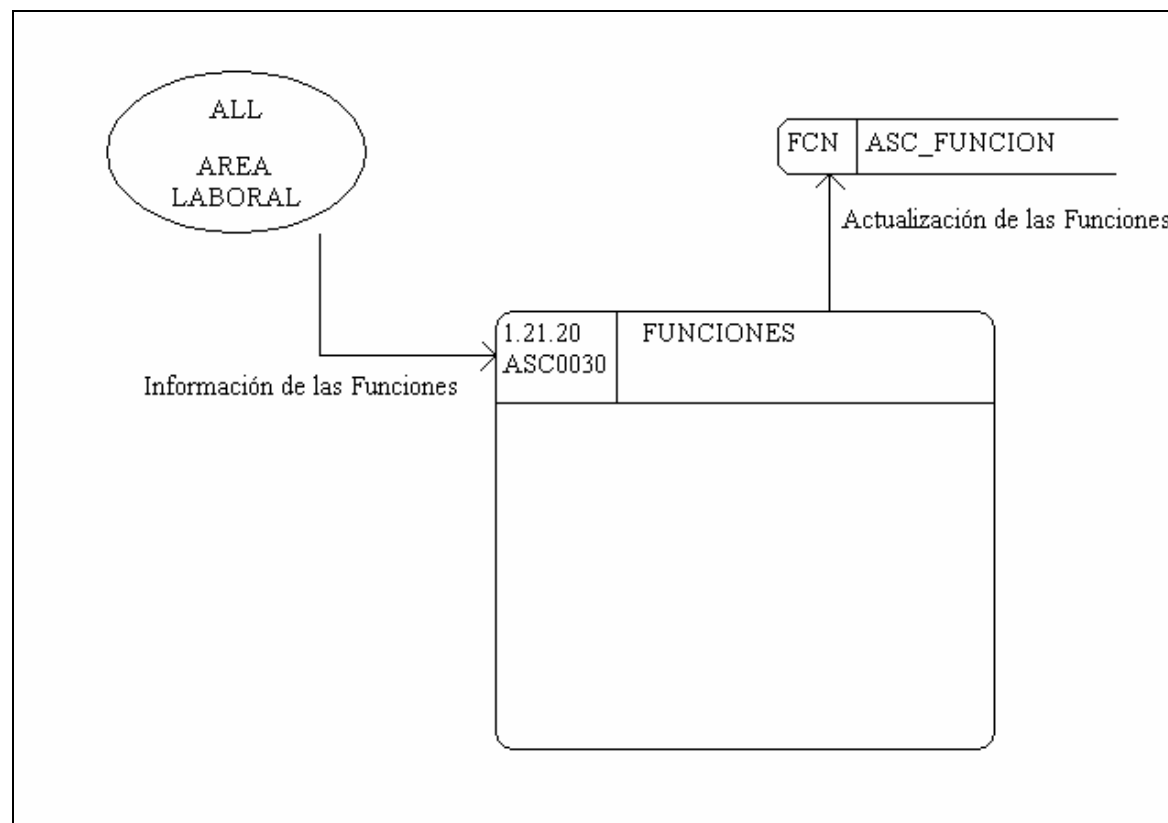 ALL
AREA
LABORAL
FCN ASC_FUNCION
Actualización de las Funciones
1.21.20 FUNCIONES
ASC0030
Información de las Funciones